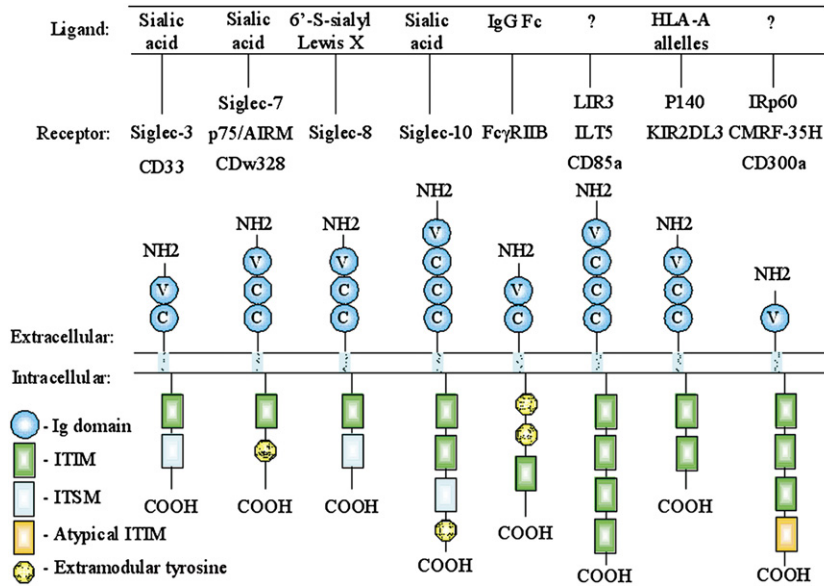 Ligand: Sialic acid Sialic acid 6'-S-sialyl Lewis X Sialic acid IgG Fc ? HLA-A alleles ?
Receptor: Siglec-3 CD33
Siglec-7 p75/AIRM CDw328
Siglec-8
Siglec-10
FcγRIIB
LIR3 ILT5 CD85a
P140 KIR2DL3
IRp60 CMRF-35H CD300a
NH2 NH2 NH2 NH2 NH2 NH2 NH2 NH2
V C
V C C
V C C
V C C C
V C
V C C C
V C C
V
Extracellular:
Intracellular:
- Ig domain
- ITIM
- ITSM
- Atypical ITIM
- Extramodular tyrosine
COOH COOH COOH COOH COOH COOH COOH COOH